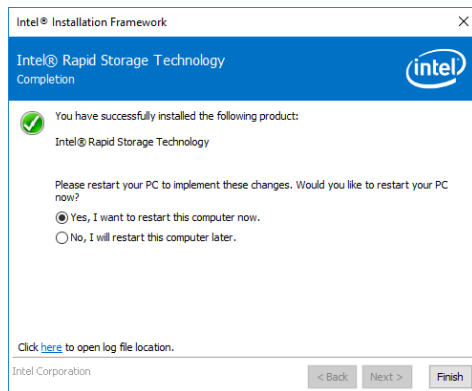 Intel® Installation Framework
Intel® Rapid Storage Technology
Completion
intel
You have successfully installed the following product:
Intel® Rapid Storage Technology
Please restart your PC to implement these changes. Would you like to restart your PC
now?
Yes, I want to restart this computer now.
No, I will restart this computer later.
Click here to open log file location.
Intel Corporation
< Back
Next >
Finish